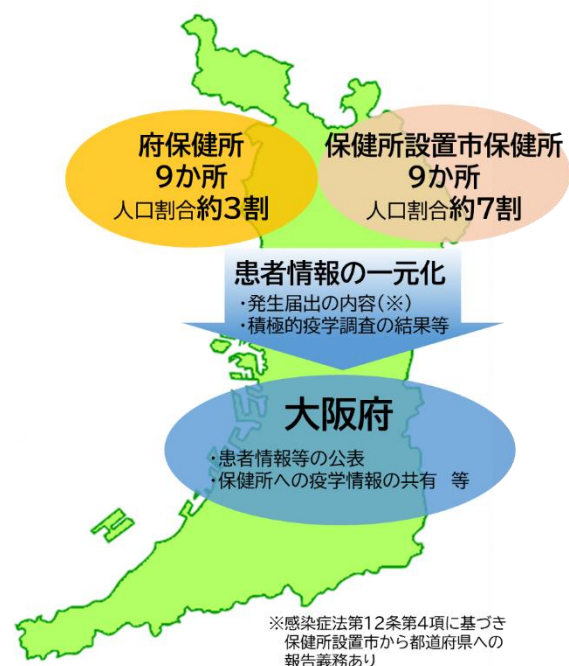 府保健所
9か所
人口割合約3割
保健所設置市保健所
9か所
人口割合約7割
患者情報の一元化
・発生届出の内容(※)
・積極的疫学調査の結果等
大阪府
・患者情報等の公表
・保健所への疫学情報の共有 等
※感染症法第12条第4項に基づき
保健所設置市から都道府県への
報告義務あり